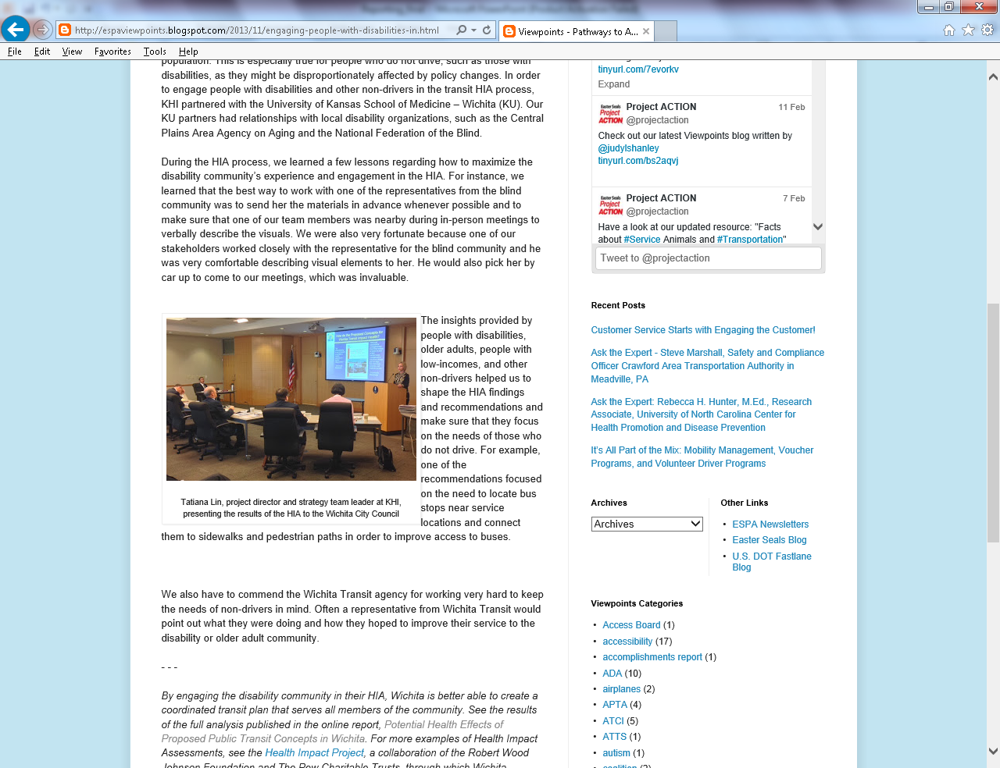 http://espaviewpoints.blogspot.com/2013/11/engaging-people-with-disabilities-in.html
Viewpoints - Pathways to A...
File Edit View Favorites Tools Help
population. This is especially true for people who do not drive, such as those with
disabilities, as they might be disproportionately affected by policy changes. In order
to engage people with disabilities and other non-drivers in the transit HIA process,
KHI partnered with the University of Kansas School of Medicine – Wichita (KU). Our
KU partners had relationships with local disability organizations, such as the Central
Plains Area Agency on Aging and the National Federation of the Blind.
During the HIA process, we learned a few lessons regarding how to maximize the
disability community's experience and engagement in the HIA. For instance, we
learned that the best way to work with one of the representatives from the blind
community was to send her the materials in advance whenever possible and to
make sure that one of our team members was nearby during in-person meetings to
verbally describe the visuals. We were also very fortunate because one of our
stakeholders worked closely with the representative for the blind community and he
was very comfortable describing visual elements to her. He would also pick her by
car up to come to our meetings, which was invaluable.
The insights provided by
people with disabilities,
older adults, people with
low-incomes, and other
non-drivers helped us to
shape the HIA findings
and recommendations and
make sure that they focus
on the needs of those who
do not drive. For example,
one of the
recommendations focused
on the need to locate bus
stops near service
locations and connect
them to sidewalks and pedestrian paths in order to improve access to buses.
How do the Proposed Concepts for
Wichita Transit Impact Health?
Tatiana Lin, project director and strategy team leader at KHI,
presenting the results of the HIA to the Wichita City Council
We also have to commend the Wichita Transit agency for working very hard to keep
the needs of non-drivers in mind. Often a representative from Wichita Transit would
point out what they were doing and how they hoped to improve their service to the
disability or older adult community.
- - -
By engaging the disability community in their HIA, Wichita is better able to create a
coordinated transit plan that serves all members of the community. See the results
of the full analysis published in the online report, Potential Health Effects of
Proposed Public Transit Concepts in Wichita. For more examples of Health Impact
Assessments, see the Health Impact Project, a collaboration of the Robert Wood
Johnson Foundation and The Pew Charitable Trusts, through which Wichita
tinyurl.com/7evorkv
Expand
Easter Seals Project ACTION
Project ACTION 11 Feb
@projectaction
Check out our latest Viewpoints blog written by
@judylshanley
tinyurl.com/bs2aqvj
Easter Seals Project ACTION
Project ACTION 7 Feb
@projectaction
Have a look at our updated resource: "Facts
about #Service Animals and #Transportation"
Tweet to @projectaction
Recent Posts
Customer Service Starts with Engaging the Customer!
Ask the Expert - Steve Marshall, Safety and Compliance
Officer Crawford Area Transportation Authority in
Meadville, PA
Ask the Expert: Rebecca H. Hunter, M.Ed., Research
Associate, University of North Carolina Center for
Health Promotion and Disease Prevention
It's All Part of the Mix: Mobility Management, Voucher
Programs, and Volunteer Driver Programs
Archives
Archives
Other Links
• ESPA Newsletters
• Easter Seals Blog
• U.S. DOT Fastlane
Blog
Viewpoints Categories
• Access Board (1)
• accessibility (17)
• accomplishments report (1)
• ADA (10)
• airplanes (2)
• APTA (4)
• ATCI (5)
• ATTS (1)
• autism (1)